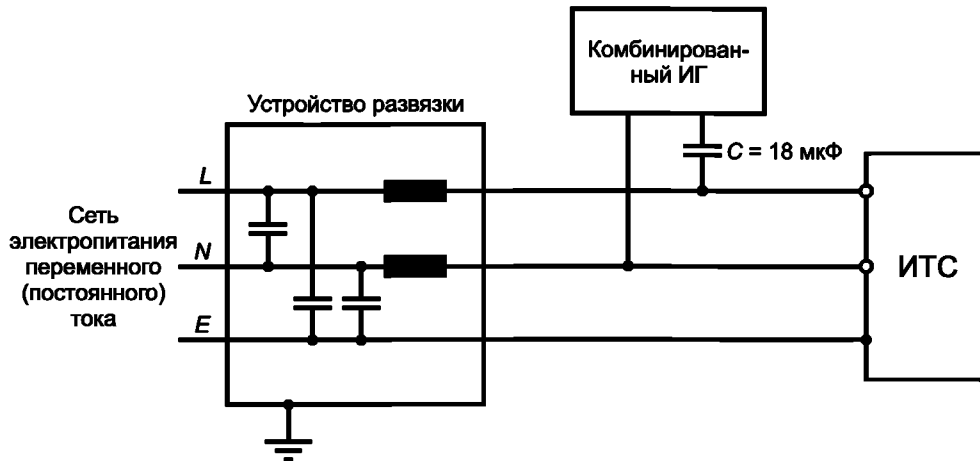 Комбинирован-
ный ИГ
Устройство развязки
C = 18 мкФ
L
Сеть
электропитания
переменного
(постоянного)
тока
N
ИТС
E